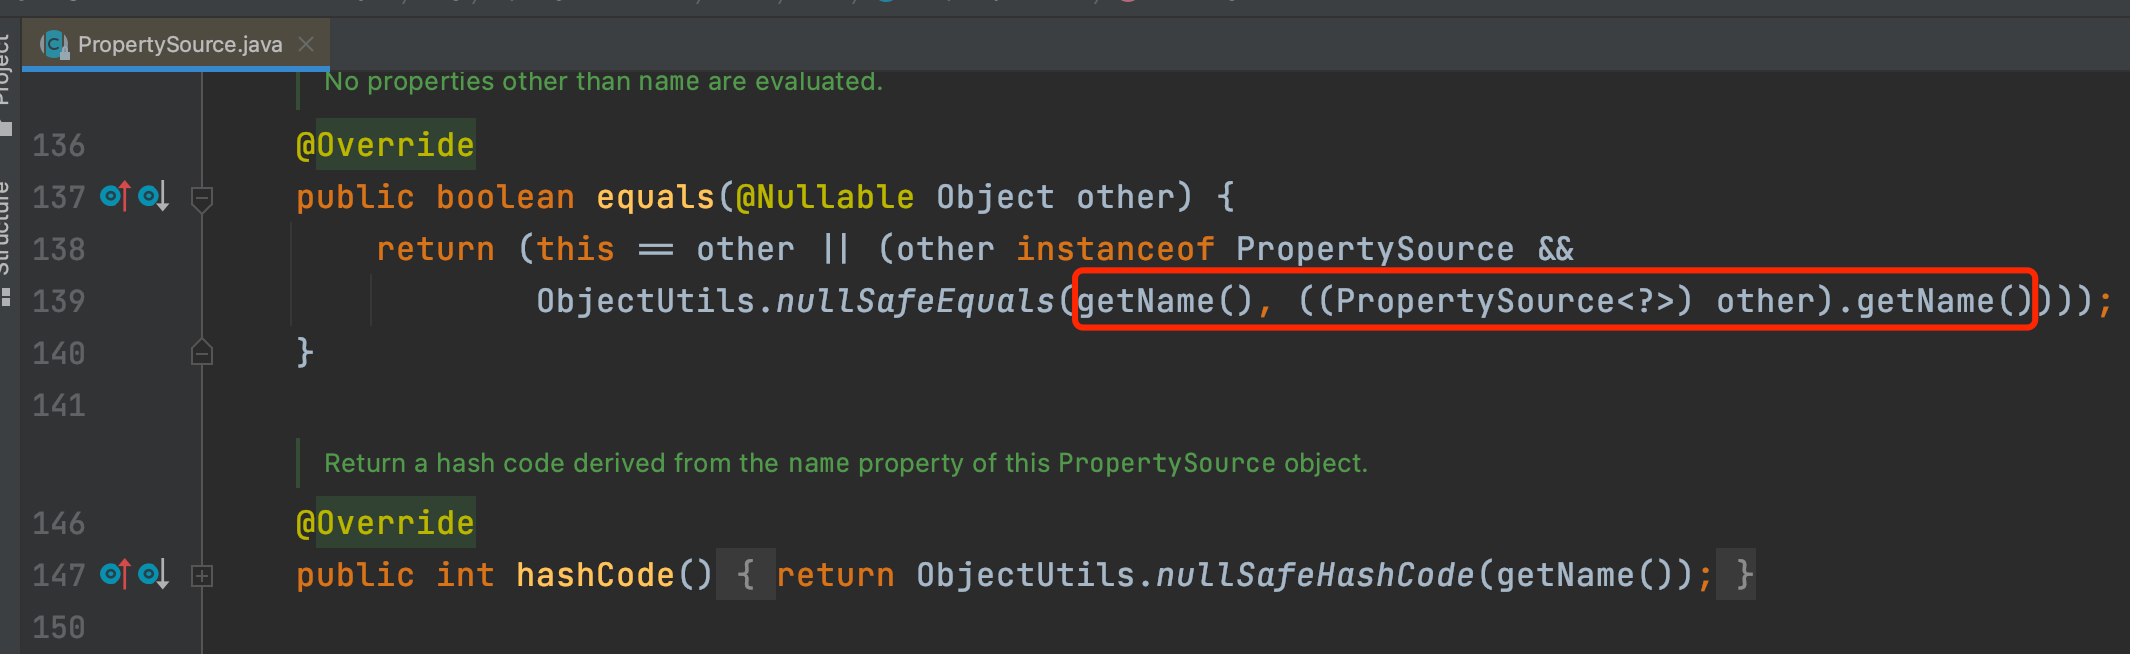 PropertySource.java
Project
Structure
No properties other than name are evaluated.
136 @Override
137 public boolean equals(@Nullable Object other) {
138 return (this == other || (other instanceof PropertySource &&
139 ObjectUtils.nullSafeEquals(getName(), ((PropertySource<?>) other).getName())));
140 }
141
Return a hash code derived from the name property of this PropertySource object.
146 @Override
147 public int hashCode() { return ObjectUtils.nullSafeHashCode(getName()); }
150